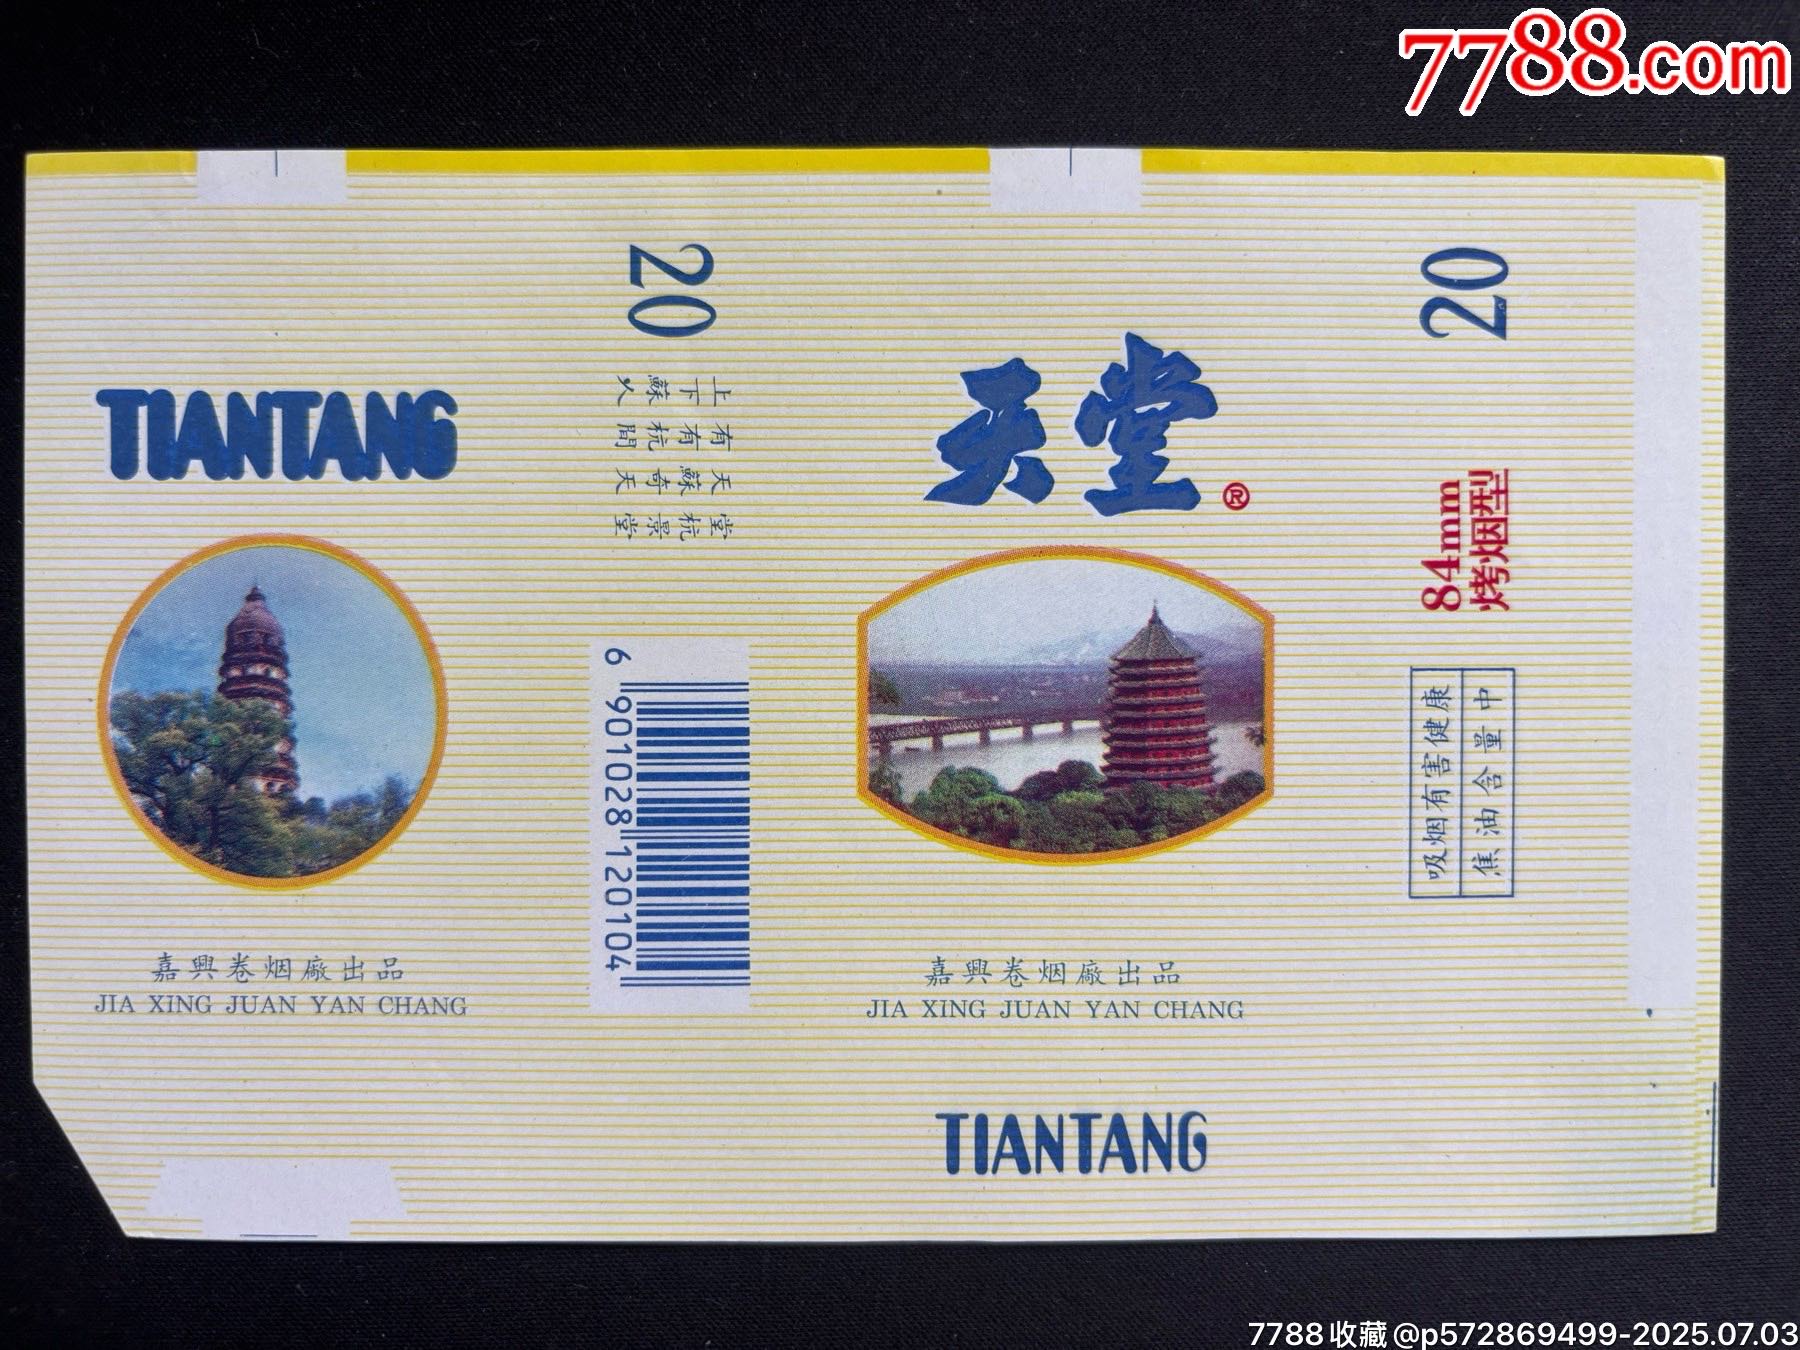 7788.com
TIANTANG
嘉興卷烟廠出品
JIA XING JUAN YAN CHANG
20
上有天堂
下有蘇杭
蘇杭奇景
人間天堂
6 901028 120104
天堂®
嘉興卷烟廠出品
JIA XING JUAN YAN CHANG
TIANTANG
20
84mm
烤烟型
吸烟有害健康
焦油含量中
7788收藏@p572869499-2025.07.03